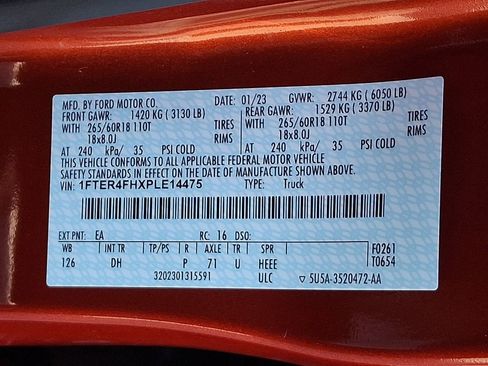 MFD. BY FORD MOTOR CO. DATE: 01/23 GVWR: 2744 KG ( 6050 LB)
FRONT GAWR: 1420 KG ( 3130 LB) REAR GAWR: 1529 KG ( 3370 LB)
WITH 265/60R18 110T TIRES WITH 265/60R18 110T TIRES
18x8.0J RIMS 18x8.0J RIMS
AT 240 kPa/ 35 PSI COLD AT 240 kPa/ 35 PSI COLD
THIS VEHICLE CONFORMS TO ALL APPLICABLE FEDERAL MOTOR VEHICLE
SAFETY STANDARDS IN EFFECT ON THE DATE OF MANUFACTURE SHOWN ABOVE.
VIN: 1FTER4FHXPLE14475 TYPE: Truck
EXT PNT: EA RC: 16 DSO:
WB INT TR TP/PS R AXLE TR SPR F0261
126 DH P 71 U HEEE T0654
3202301315591 ULC ▽ 5U5A-3520472-AA